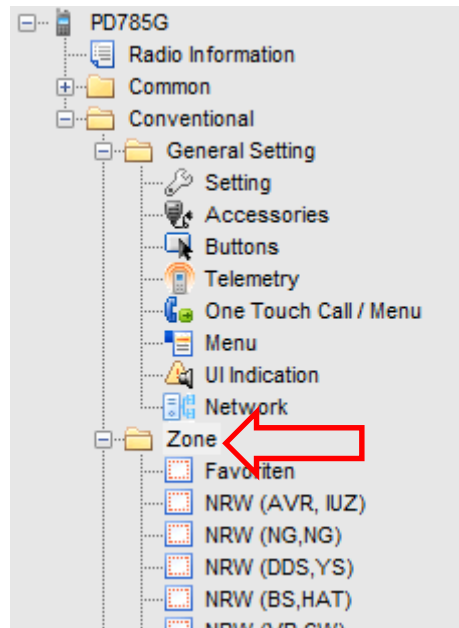 PD785G
Radio Information
Common
Conventional
General Setting
Setting
Accessories
Buttons
Telemetry
One Touch Call / Menu
Menu
UI Indication
Network
Zone
Favoriten
NRW (AVR, IUZ)
NRW (NG,NG)
NRW (DDS,YS)
NRW (BS,HAT)